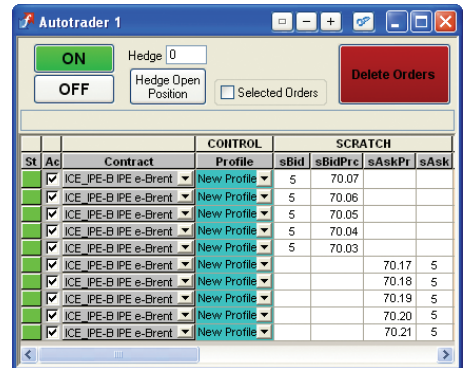 Autotrader 1
ON
Hedge 0
OFF
Hedge Open Position
Selected Orders
Delete Orders
CONTROL SCRATCH
St Ac Contract Profile sBid sBidPrc sAskPr sAsk
ICE_IPE-B IPE e-Brent New Profile 5 70.07
ICE_IPE-B IPE e-Brent New Profile 5 70.06
ICE_IPE-B IPE e-Brent New Profile 5 70.05
ICE_IPE-B IPE e-Brent New Profile 5 70.04
ICE_IPE-B IPE e-Brent New Profile 5 70.03
ICE_IPE-B IPE e-Brent New Profile 70.17 5
ICE_IPE-B IPE e-Brent New Profile 70.18 5
ICE_IPE-B IPE e-Brent New Profile 70.19 5
ICE_IPE-B IPE e-Brent New Profile 70.20 5
ICE_IPE-B IPE e-Brent New Profile 70.21 5